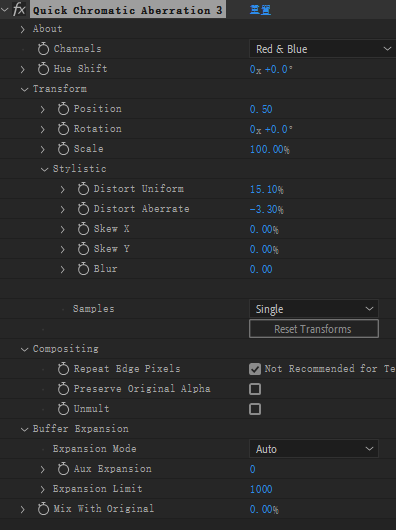 fx Quick Chromatic Aberration 3 重置
About
Channels Red & Blue
Hue Shift 0x+0.0°
Transform
Position 0.50
Rotation 0x+0.0°
Scale 100.00%
Stylistic
Distort Uniform 15.10%
Distort Aberrate -3.30%
Skew X 0.00%
Skew Y 0.00%
Blur 0.00
Samples Single
Reset Transforms
Compositing
Repeat Edge Pixels Not Recommended for Te
Preserve Original Alpha
Unmult
Buffer Expansion
Expansion Mode Auto
Aux Expansion 0
Expansion Limit 1000
Mix With Original 0.00%